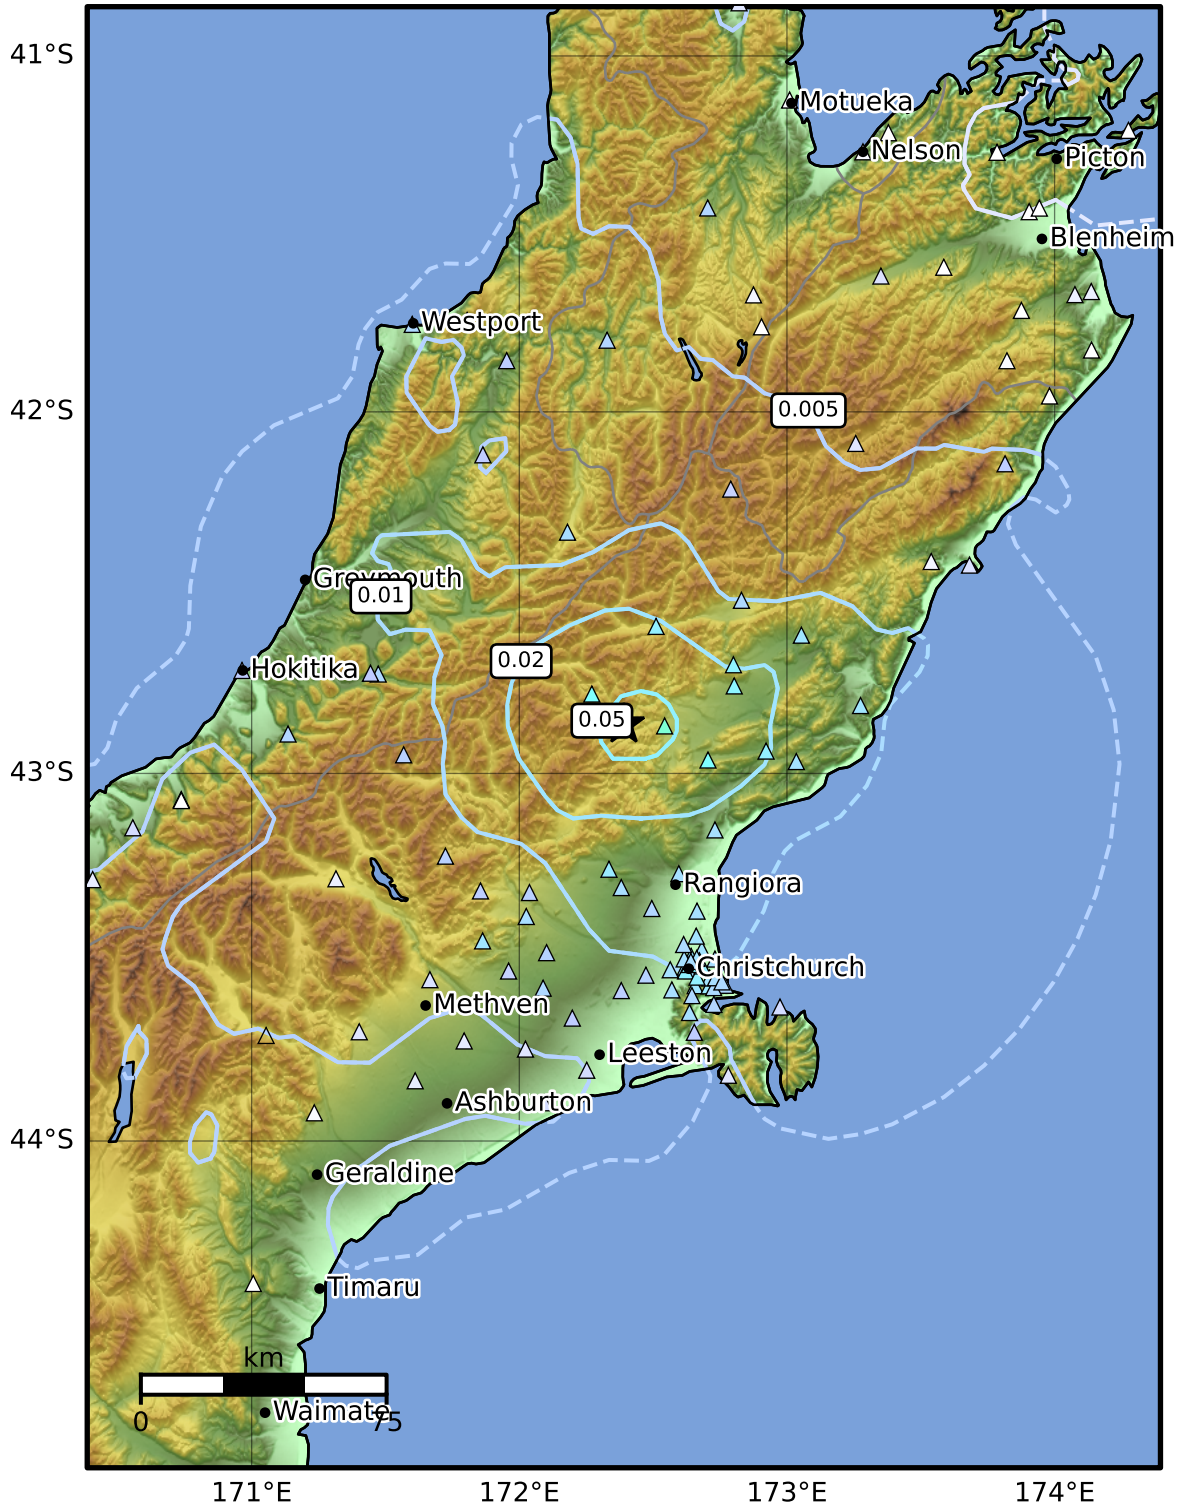 41°S
Motueka
Nelson
Picton
Blenheim
Westport
42°S
0.005
Greymouth
0.01
0.02
Hokitika
0.05
43°S
Rangiora
Christchurch
Methven
Leeston
Ashburton
44°S
Geraldine
Timaru
km
0
75
Waimate
171°E
172°E
173°E
174°E